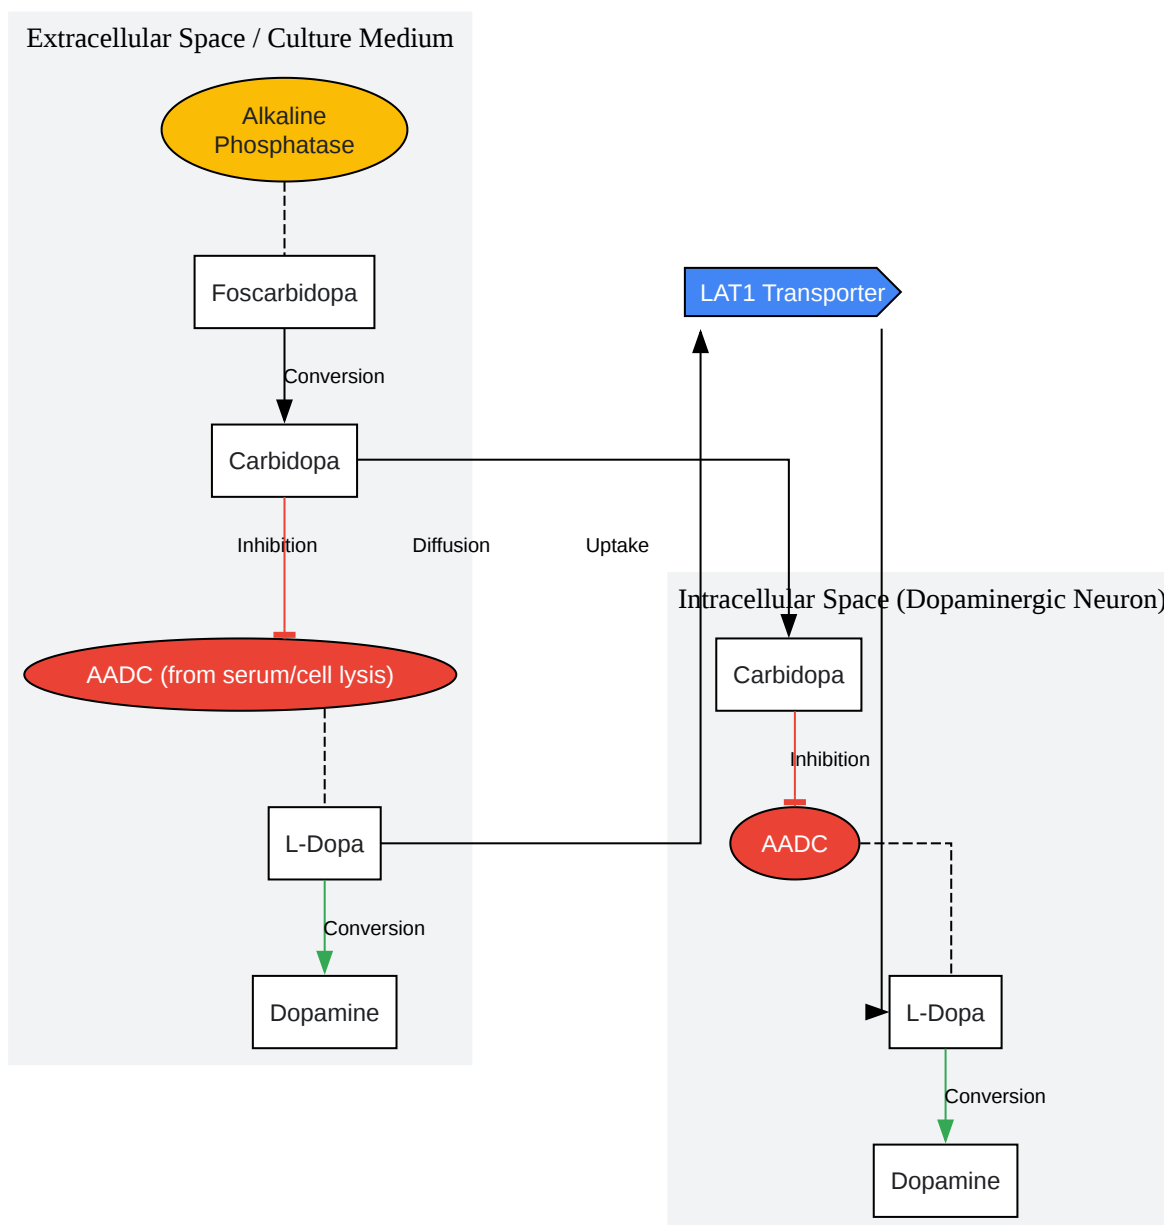 Extracellular Space / Culture Medium
Alkaline
Phosphatase
Foscarbidopa
LAT1 Transporter
Conversion
Carbidopa
Inhibition
Diffusion
Uptake
Intracellular Space (Dopaminergic Neuron)
AADC (from serum/cell lysis)
Carbidopa
Inhibition
L-Dopa
AADC
Conversion
Dopamine
L-Dopa
Conversion
Dopamine